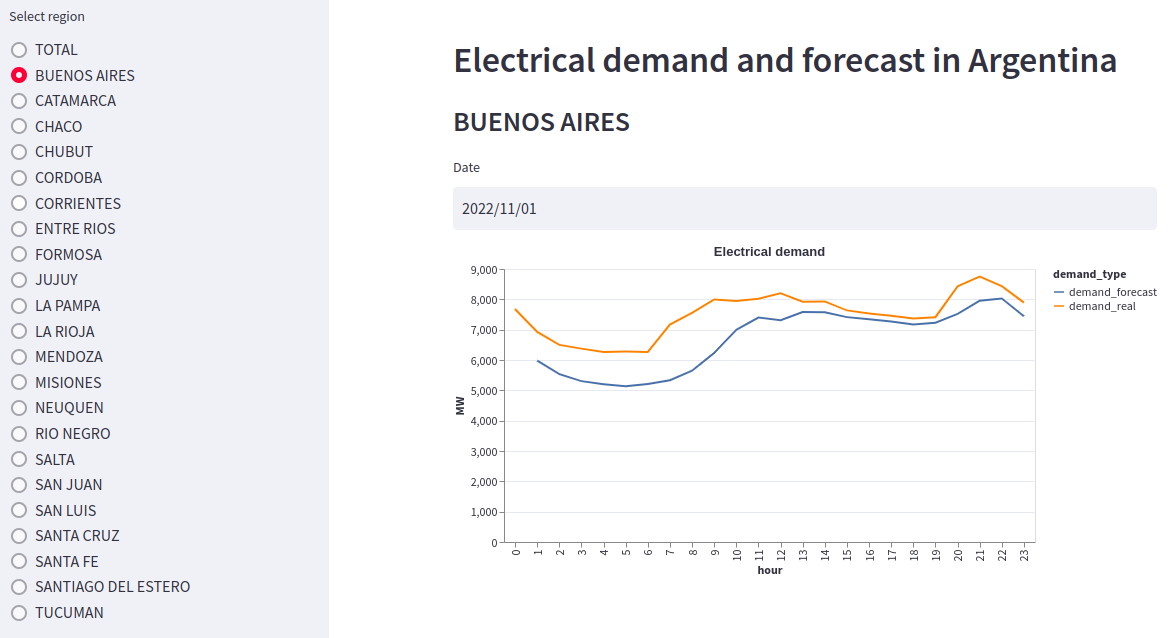 Select region
TOTAL
BUENOS AIRES
CATAMARCA
CHACO
CHUBUT
CORDOBA
CORRIENTES
ENTRE RIOS
FORMOSA
JUJUY
LA PAMPA
LA RIOJA
MENDOZA
MISIONES
NEUQUEN
RIO NEGRO
SALTA
SAN JUAN
SAN LUIS
SANTA CRUZ
SANTA FE
SANTIAGO DEL ESTERO
TUCUMAN
Electrical demand and forecast in Argentina
BUENOS AIRES
Date
2022/11/01
Electrical demand
9,000
8,000
7,000
6,000
5,000
4,000
3,000
2,000
1,000
0
MW
0 1 2 3 4 5 6 7 8 9 10 11 12 13 14 15 16 17 18 19 20 21 22 23
hour
demand_type
demand_forecast
demand_real